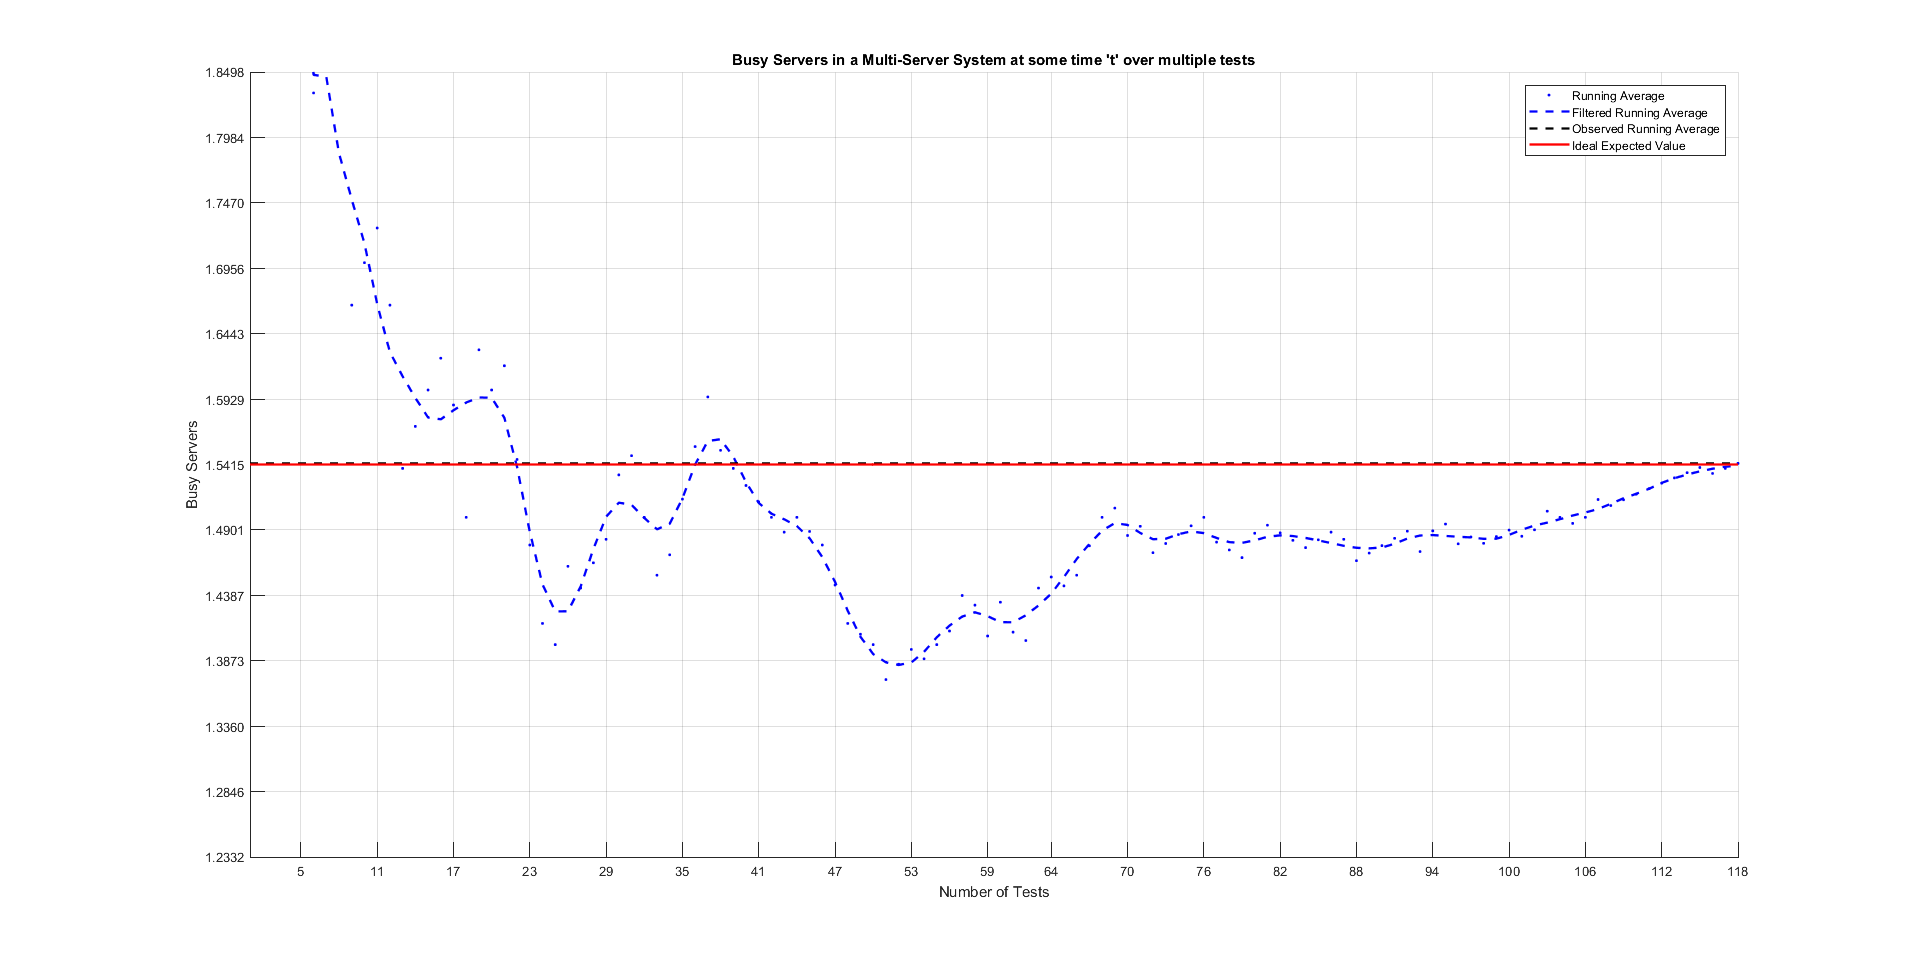 Busy Servers in a Multi-Server System at some time 't' over multiple tests
1.8498
1.7984
1.7470
1.6956
1.6443
1.5929
1.5415
1.4901
1.4387
1.3873
1.3360
1.2846
1.2332
Busy Servers
Running Average
Filtered Running Average
Observed Running Average
Ideal Expected Value
5 11 17 23 29 35 41 47 53 59 64 70 76 82 88 94 100 106 112 118
Number of Tests